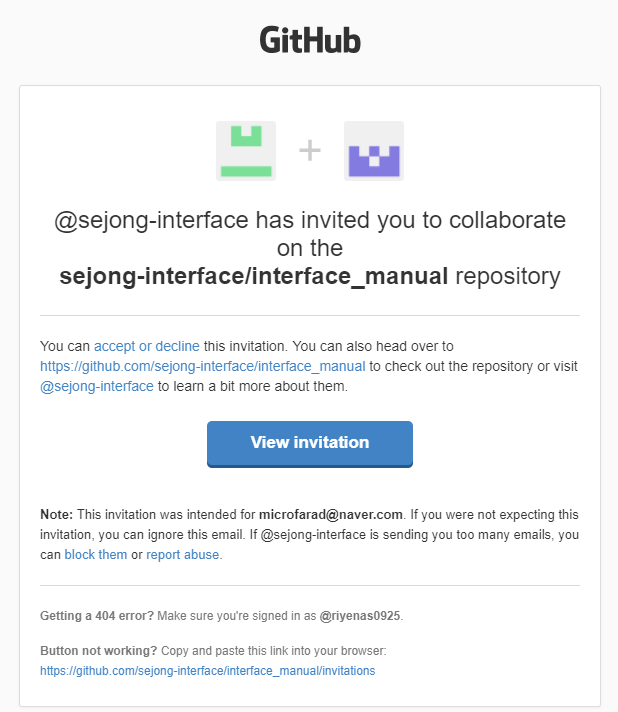 GitHub
@sejong-interface has invited you to collaborate
on the
sejong-interface/interface_manual repository
You can accept or decline this invitation. You can also head over to
https://github.com/sejong-interface/interface_manual to check out the repository or visit
@sejong-interface to learn a bit more about them.
View invitation
Note: This invitation was intended for microfarad@naver.com. If you were not expecting this
invitation, you can ignore this email. If @sejong-interface is sending you too many emails, you
can block them or report abuse.
Getting a 404 error? Make sure you're signed in as @riyenas0925.
Button not working? Copy and paste this link into your browser:
https://github.com/sejong-interface/interface_manual/invitations